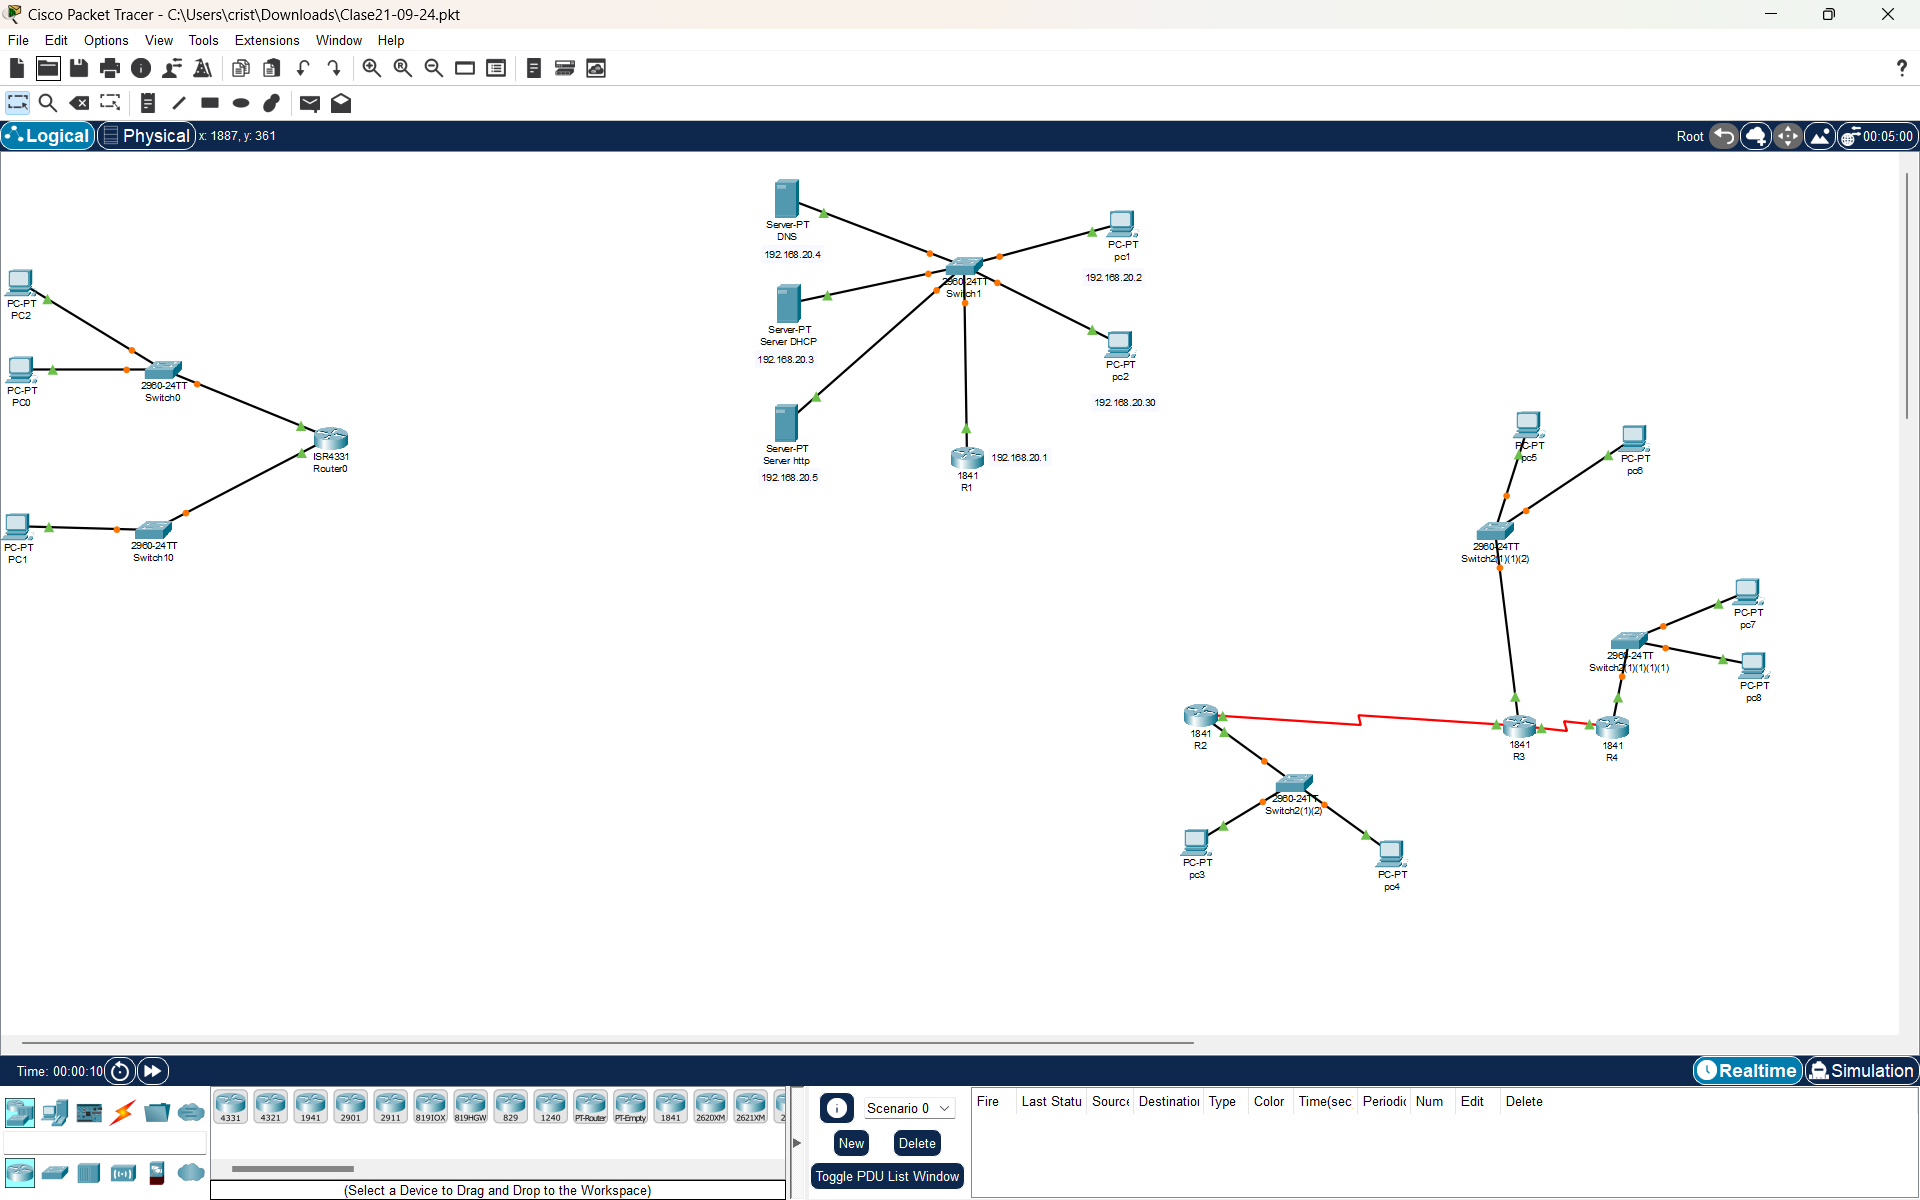 Cisco Packet Tracer - C:\Users\crist\Downloads\Clase21-09-24.pkt
File Edit Options View Tools Extensions Window Help
?
Logical Physical x: 1887, y: 361 Root 00:05:00
Server-PT
DNS
192.168.20.4
PC-PT
pc1
192.168.20.2
2960-24TT
Switch1
PC-PT
PC2
Server-PT
Server DHCP
192.168.20.3
PC-PT
pc2
192.168.20.30
PC-PT
PC0
2960-24TT
Switch0
ISR4331
Router0
Server-PT
Server http
192.168.20.5
192.168.20.1
1841
R1
PC-PT
pc5
PC-PT
pc6
PC-PT
PC1
2960-24TT
Switch10
2960-24TT
Switch2(1)(1)(2)
PC-PT
pc7
2960-24TT
Switch2(1)(1)(1)(1)
PC-PT
pc8
1841
R2
1841
R3
1841
R4
2960-24TT
Switch2(1)(2)
PC-PT
pc3
PC-PT
pc4
Time: 00:00:10 Realtime Simulation
4331 4321 1941 2901 2911 819IOX 819HGW 829 1240 PT-Router PT-Empty 1841 2620XM 2621XM 2
Scenario 0
New Delete
Toggle PDU List Window
Fire Last Statu Source Destination Type Color Time(sec Periodic Num Edit Delete
(Select a Device to Drag and Drop to the Workspace)